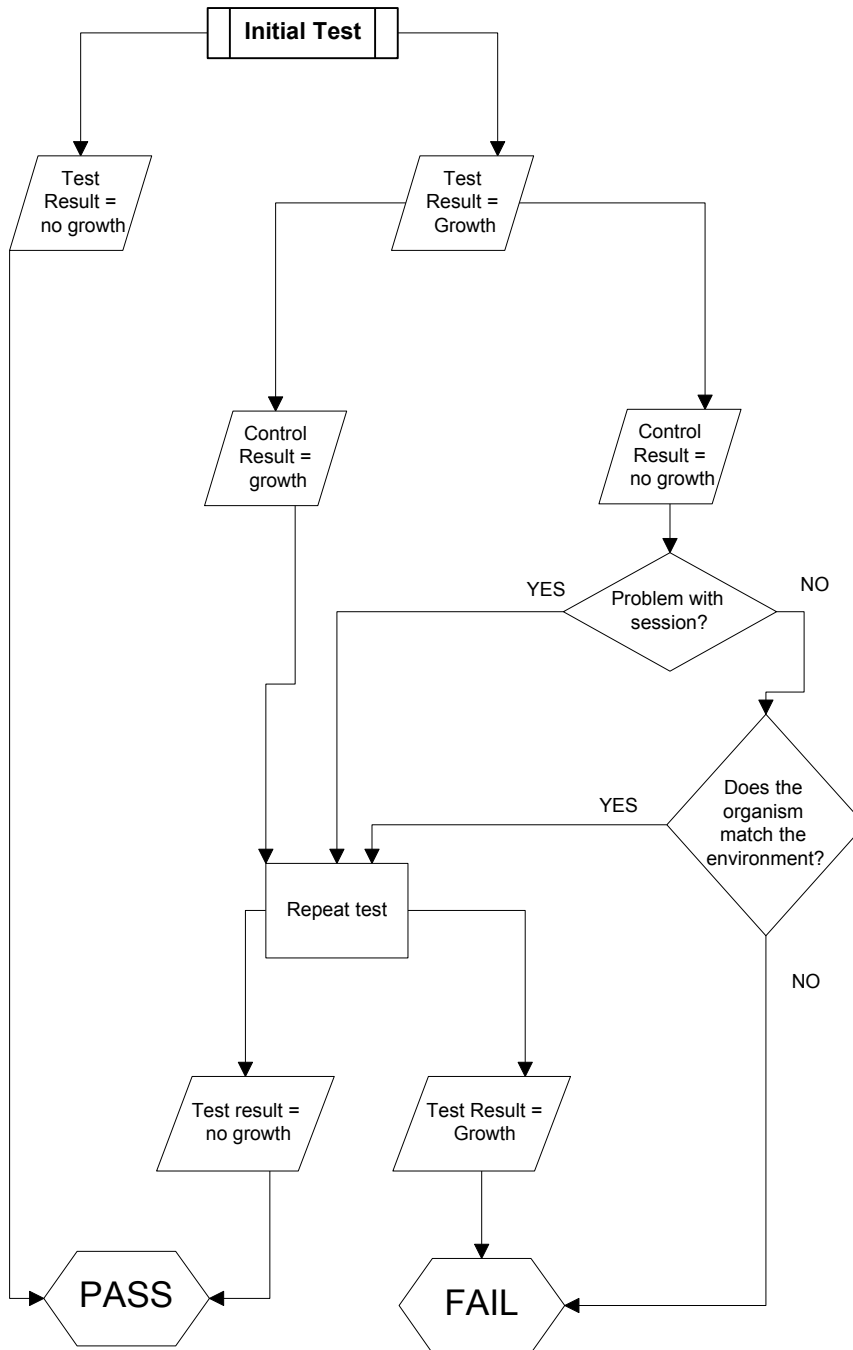 Initial Test
Test
Result =
no growth
Test
Result =
Growth
Control
Result =
growth
Control
Result =
no growth
YES
Problem with
session?
NO
YES
Does the
organism
match the
environment?
Repeat test
NO
Test result =
no growth
Test Result =
Growth
PASS
FAIL